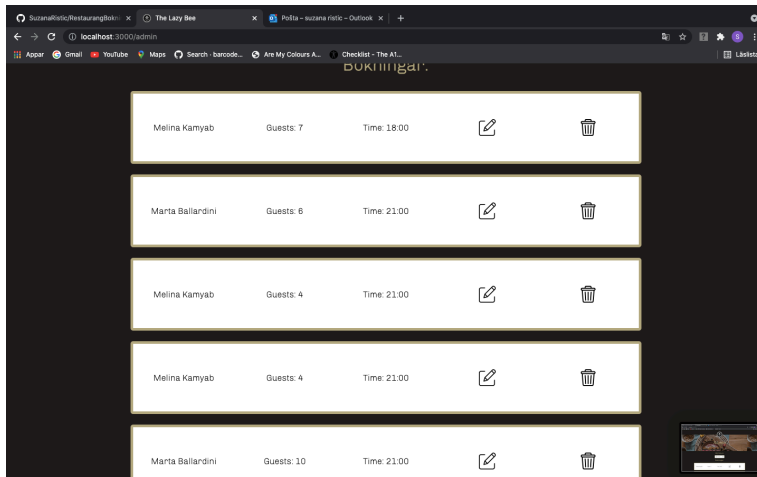 SuzanaRistic/RestaurangBokni
The Lazy Bee
Pošta – suzana ristic – Outlook
localhost:3000/admin
Appar
Gmail
YouTube
Maps
Search · barcode...
Are My Colours A...
Checklist – The A1...
Läslista
Bokningar:
Melina Kamyab Guests: 7 Time: 18:00
Marta Ballardini Guests: 6 Time: 21:00
Melina Kamyab Guests: 4 Time: 21:00
Melina Kamyab Guests: 4 Time: 21:00
Marta Ballardini Guests: 10 Time: 21:00